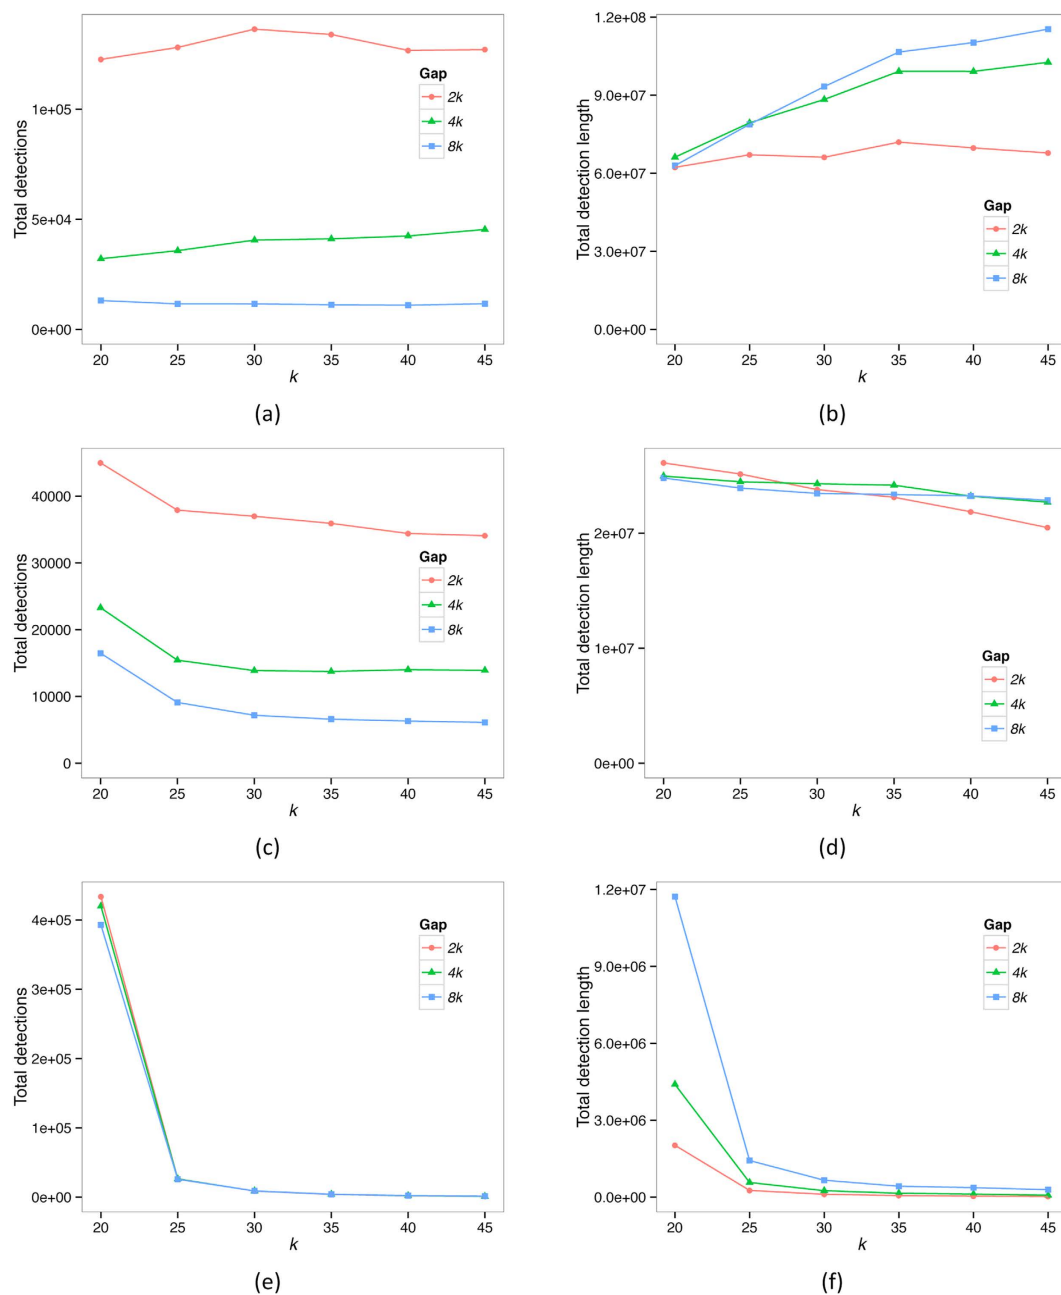 Total detections
1e+05
5e+04
0e+00
Gap
2k
4k
8k
20 25 30 35 40 45
k
(a)
Total detection length
1.2e+08
9.0e+07
6.0e+07
3.0e+07
0.0e+00
Gap
2k
4k
8k
20 25 30 35 40 45
k
(b)
Total detections
40000
30000
20000
10000
0
Gap
2k
4k
8k
20 25 30 35 40 45
k
(c)
Total detection length
2e+07
1e+07
0e+00
Gap
2k
4k
8k
20 25 30 35 40 45
k
(d)
Total detections
4e+05
3e+05
2e+05
1e+05
0e+00
Gap
2k
4k
8k
20 25 30 35 40 45
k
(e)
Total detection length
1.2e+07
9.0e+06
6.0e+06
3.0e+06
0.0e+00
Gap
2k
4k
8k
20 25 30 35 40 45
k
(f)